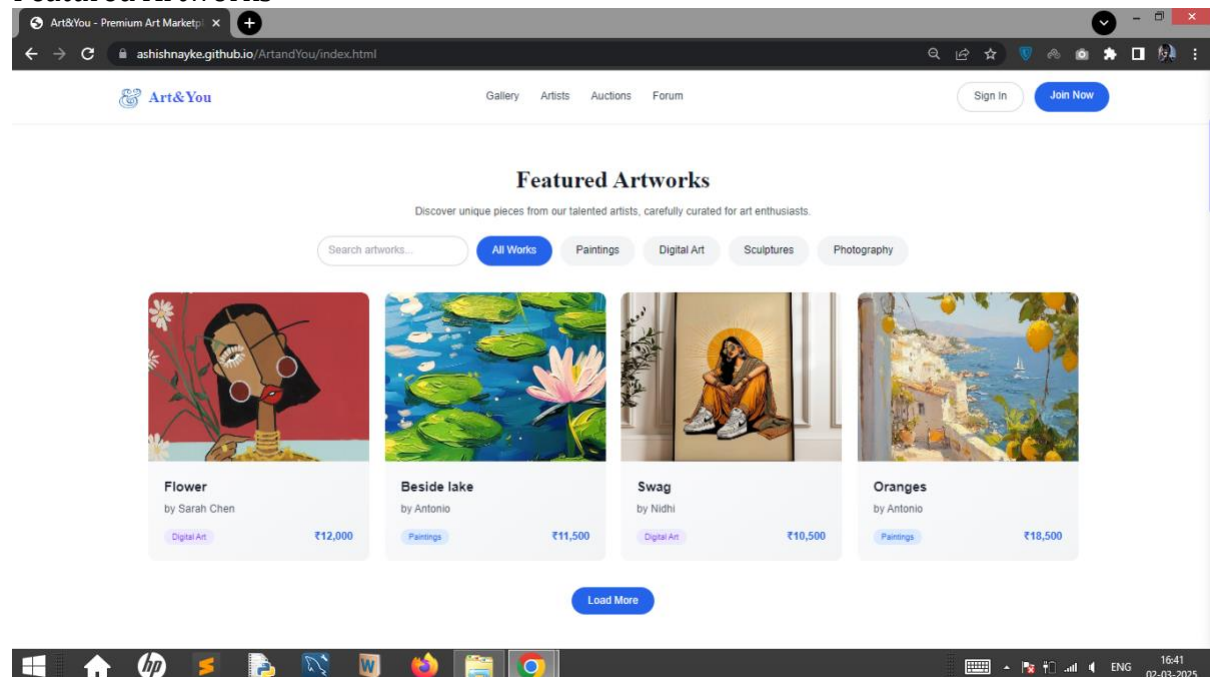 Featured Artworks
Art&You - Premium Art Marketpl
ashishnayke.github.io/ArtandYou/index.html
Art&You
Gallery Artists Auctions Forum
Sign In Join Now
Featured Artworks
Discover unique pieces from our talented artists, carefully curated for art enthusiasts.
Search artworks... All Works Paintings Digital Art Sculptures Photography
Flower Beside lake Swag Oranges
by Sarah Chen by Antonio by Nidhi by Antonio
Digital Art ₹12,000 Paintings ₹11,500 Digital Art ₹10,500 Paintings ₹18,500
Load More
hp W ENG 16:41
02-03-2025